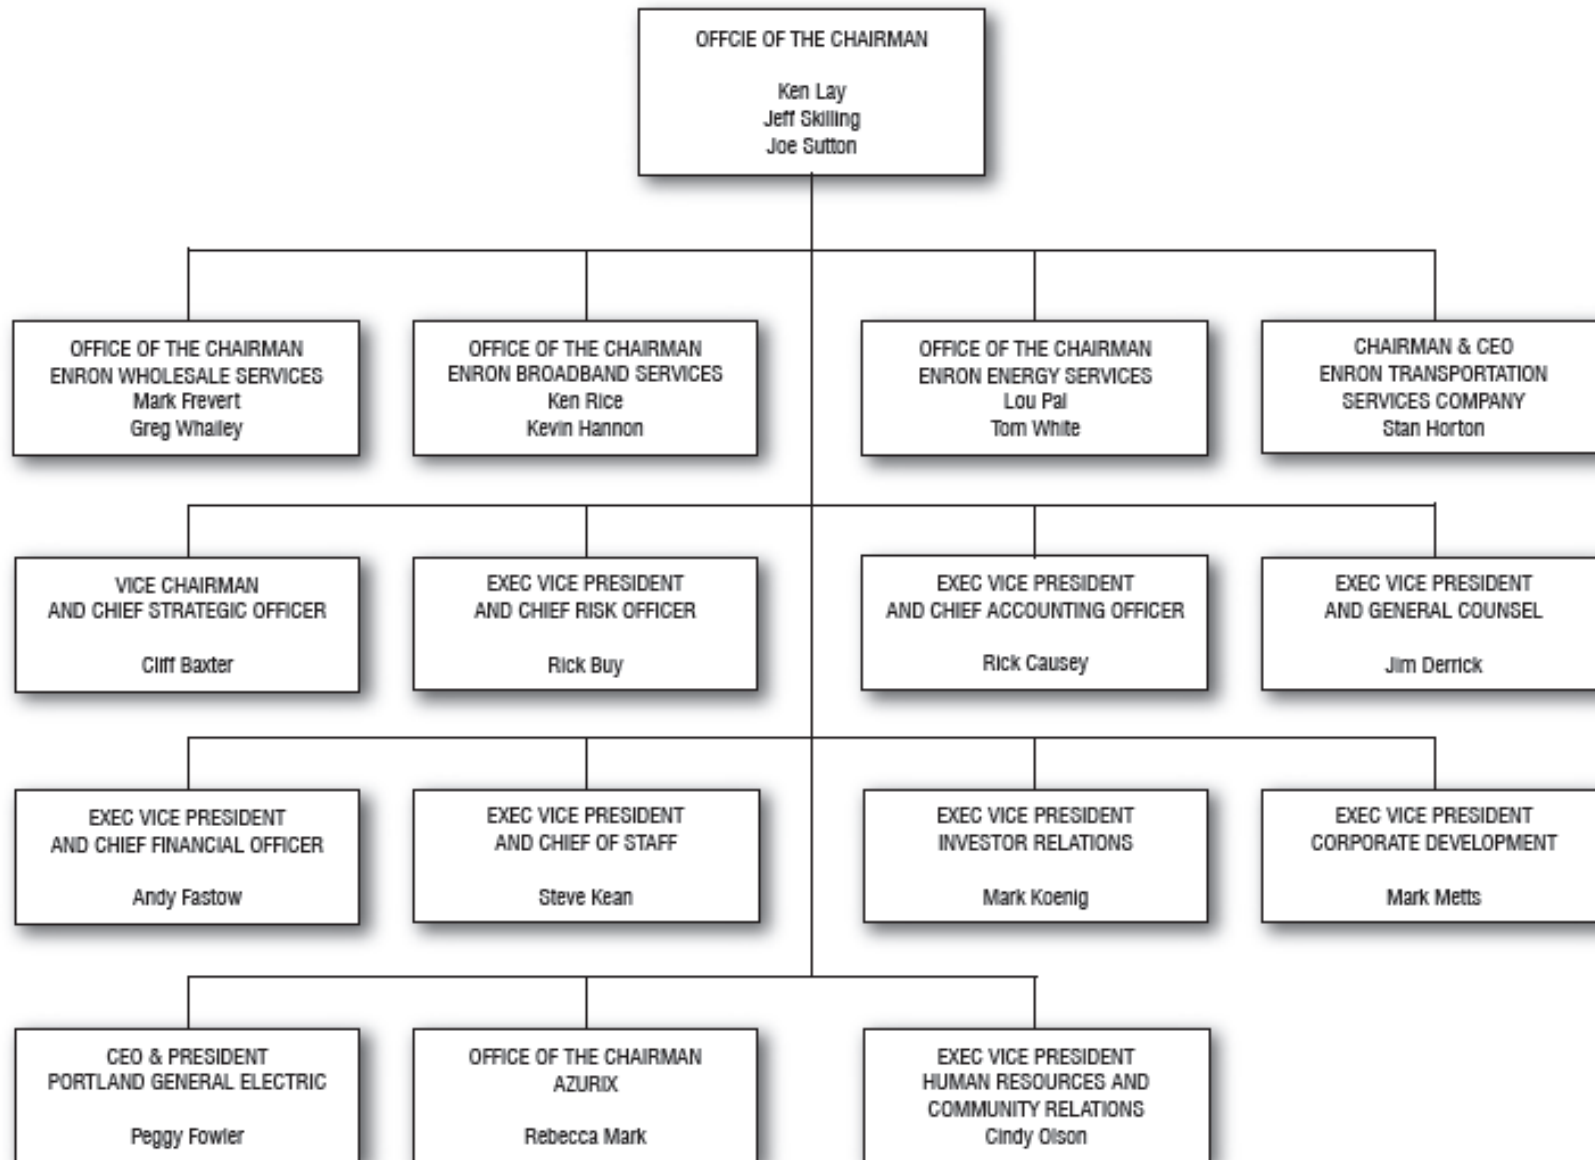 OFFCIE OF THE CHAIRMAN
Ken Lay
Jeff Skilling
Joe Sutton
OFFICE OF THE CHAIRMAN
ENRON WHOLESALE SERVICES
Mark Frevert
Greg Whalley
OFFICE OF THE CHAIRMAN
ENRON BROADBAND SERVICES
Ken Rice
Kevin Hannon
OFFICE OF THE CHAIRMAN
ENRON ENERGY SERVICES
Lou Pai
Tom White
CHAIRMAN & CEO
ENRON TRANSPORTATION
SERVICES COMPANY
Stan Horton
VICE CHAIRMAN
AND CHIEF STRATEGIC OFFICER
Cliff Baxter
EXEC VICE PRESIDENT
AND CHIEF RISK OFFICER
Rick Buy
EXEC VICE PRESIDENT
AND CHIEF ACCOUNTING OFFICER
Rick Causey
EXEC VICE PRESIDENT
AND GENERAL COUNSEL
Jim Derrick
EXEC VICE PRESIDENT
AND CHIEF FINANCIAL OFFICER
Andy Fastow
EXEC VICE PRESIDENT
AND CHIEF OF STAFF
Steve Kean
EXEC VICE PRESIDENT
INVESTOR RELATIONS
Mark Koenig
EXEC VICE PRESIDENT
CORPORATE DEVELOPMENT
Mark Metts
CEO & PRESIDENT
PORTLAND GENERAL ELECTRIC
Peggy Fowler
OFFICE OF THE CHAIRMAN
AZURIX
Rebecca Mark
EXEC VICE PRESIDENT
HUMAN RESOURCES AND
COMMUNITY RELATIONS
Cindy Olson